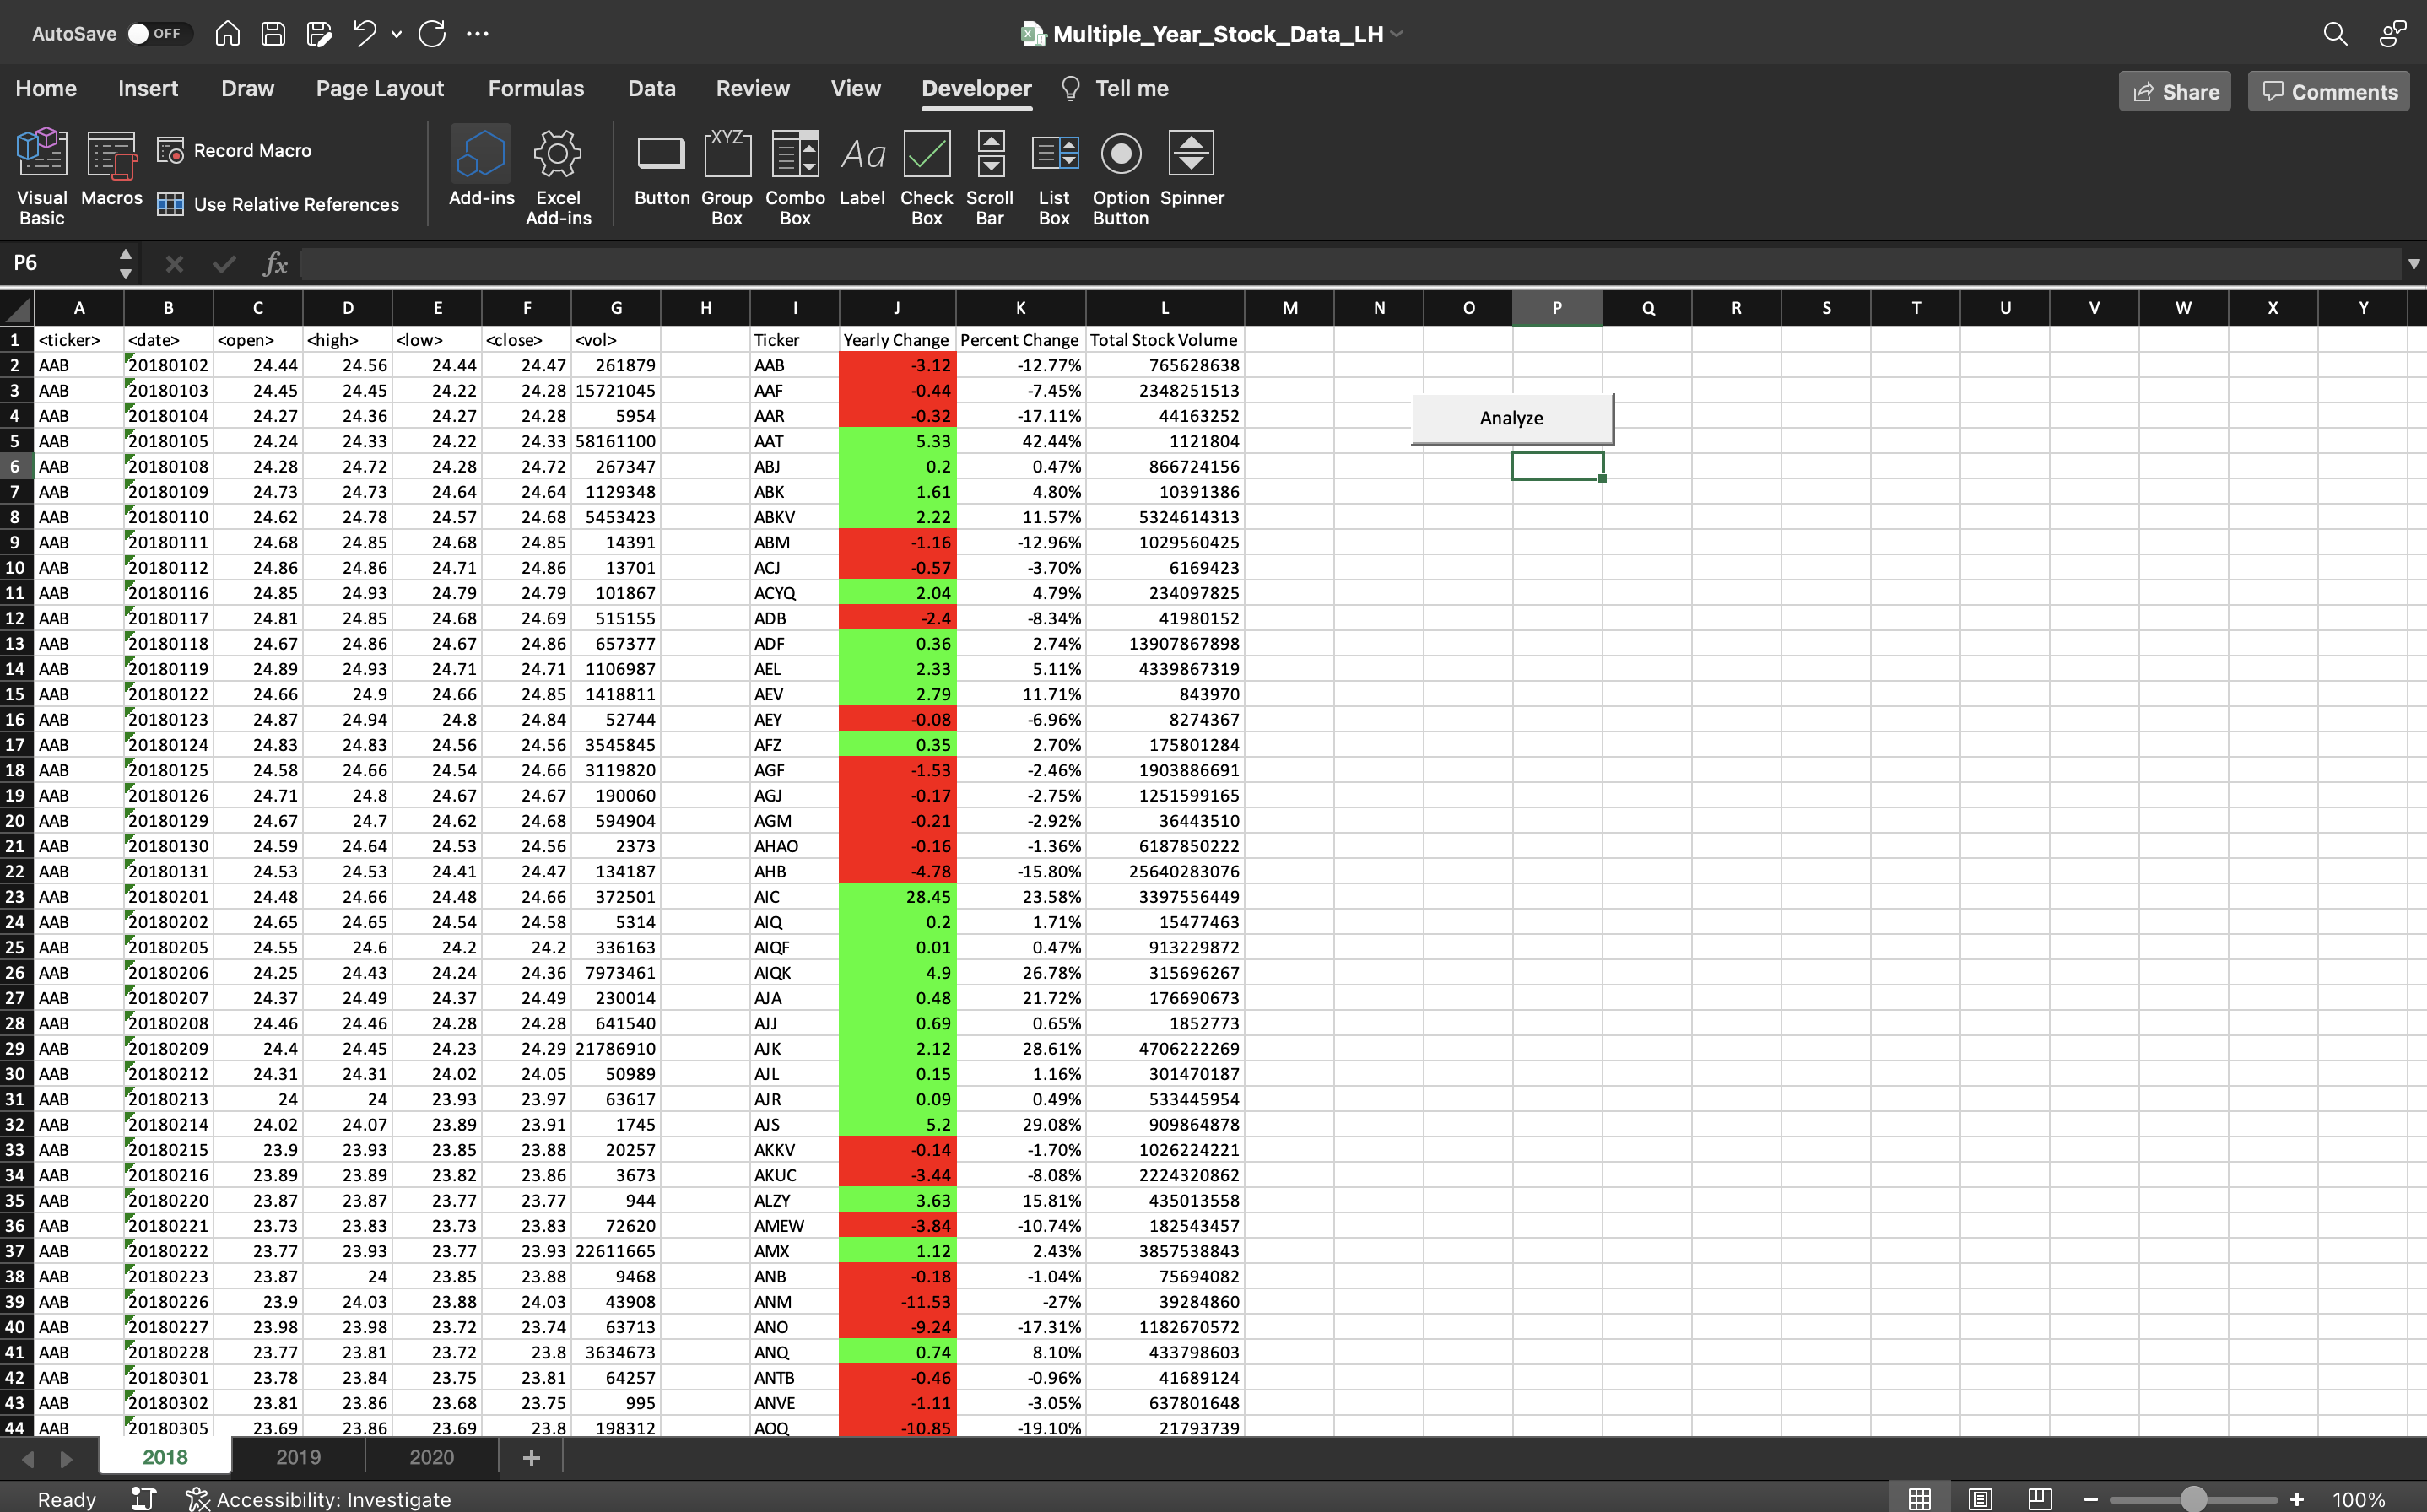 AutoSave OFF Multiple_Year_Stock_Data_LH
Home Insert Draw Page Layout Formulas Data Review View Developer Tell me Share Comments
Visual Basic Macros Record Macro Use Relative References Add-ins Excel Add-ins Button Group Box Combo Box Label Check Box Scroll Bar List Box Option Button Spinner
XYZ Aa
P6 fx
A B C D E F G H I J K L M N O P Q R S T U V W X Y
1 <ticker> <date> <open> <high> <low> <close> <vol> Ticker Yearly Change Percent Change Total Stock Volume
2 AAB 20180102 24.44 24.56 24.44 24.47 261879 AAB -3.12 -12.77% 765628638
3 AAB 20180103 24.45 24.45 24.22 24.28 15721045 AAF -0.44 -7.45% 2348251513
4 AAB 20180104 24.27 24.36 24.27 24.28 5954 AAR -0.32 -17.11% 44163252
Analyze
5 AAB 20180105 24.24 24.33 24.22 24.33 58161100 AAT 5.33 42.44% 1121804
6 AAB 20180108 24.28 24.72 24.28 24.72 267347 ABJ 0.2 0.47% 866724156
7 AAB 20180109 24.73 24.73 24.64 24.64 1129348 ABK 1.61 4.80% 10391386
8 AAB 20180110 24.62 24.78 24.57 24.68 5453423 ABKV 2.22 11.57% 5324614313
9 AAB 20180111 24.68 24.85 24.68 24.85 14391 ABM -1.16 -12.96% 1029560425
10 AAB 20180112 24.86 24.86 24.71 24.86 13701 ACJ -0.57 -3.70% 6169423
11 AAB 20180116 24.85 24.93 24.79 24.79 101867 ACYQ 2.04 4.79% 234097825
12 AAB 20180117 24.81 24.85 24.68 24.69 515155 ADB -2.4 -8.34% 41980152
13 AAB 20180118 24.67 24.86 24.67 24.86 657377 ADF 0.36 2.74% 13907867898
14 AAB 20180119 24.89 24.93 24.71 24.71 1106987 AEL 2.33 5.11% 4339867319
15 AAB 20180122 24.66 24.9 24.66 24.85 1418811 AEV 2.79 11.71% 843970
16 AAB 20180123 24.87 24.94 24.8 24.84 52744 AEY -0.08 -6.96% 8274367
17 AAB 20180124 24.83 24.83 24.56 24.56 3545845 AFZ 0.35 2.70% 175801284
18 AAB 20180125 24.58 24.66 24.54 24.66 3119820 AGF -1.53 -2.46% 1903886691
19 AAB 20180126 24.71 24.8 24.67 24.67 190060 AGJ -0.17 -2.75% 1251599165
20 AAB 20180129 24.67 24.7 24.62 24.68 594904 AGM -0.21 -2.92% 36443510
21 AAB 20180130 24.59 24.64 24.53 24.56 2373 AHAO -0.16 -1.36% 6187850222
22 AAB 20180131 24.53 24.53 24.41 24.47 134187 AHB -4.78 -15.80% 25640283076
23 AAB 20180201 24.48 24.66 24.48 24.66 372501 AIC 28.45 23.58% 3397556449
24 AAB 20180202 24.65 24.65 24.54 24.58 5314 AIQ 0.2 1.71% 15477463
25 AAB 20180205 24.55 24.6 24.2 24.2 336163 AIQF 0.01 0.47% 913229872
26 AAB 20180206 24.25 24.43 24.24 24.36 7973461 AIQK 4.9 26.78% 315696267
27 AAB 20180207 24.37 24.49 24.37 24.49 230014 AJA 0.48 21.72% 176690673
28 AAB 20180208 24.46 24.46 24.28 24.28 641540 AJJ 0.69 0.65% 1852773
29 AAB 20180209 24.4 24.45 24.23 24.29 21786910 AJK 2.12 28.61% 4706222269
30 AAB 20180212 24.31 24.31 24.02 24.05 50989 AJL 0.15 1.16% 301470187
31 AAB 20180213 24 24 23.93 23.97 63617 AJR 0.09 0.49% 533445954
32 AAB 20180214 24.02 24.07 23.89 23.91 1745 AJS 5.2 29.08% 909864878
33 AAB 20180215 23.9 23.93 23.85 23.88 20257 AKKV -0.14 -1.70% 1026224221
34 AAB 20180216 23.89 23.89 23.82 23.86 3673 AKUC -3.44 -8.08% 2224320862
35 AAB 20180220 23.87 23.87 23.77 23.77 944 ALZY 3.63 15.81% 435013558
36 AAB 20180221 23.73 23.83 23.73 23.83 72620 AMEW -3.84 -10.74% 182543457
37 AAB 20180222 23.77 23.93 23.77 23.93 22611665 AMX 1.12 2.43% 3857538843
38 AAB 20180223 23.87 24 23.85 23.88 9468 ANB -0.18 -1.04% 75694082
39 AAB 20180226 23.9 24.03 23.88 24.03 43908 ANM -11.53 -27% 39284860
40 AAB 20180227 23.98 23.98 23.72 23.74 63713 ANO -9.24 -17.31% 1182670572
41 AAB 20180228 23.77 23.81 23.72 23.8 3634673 ANQ 0.74 8.10% 433798603
42 AAB 20180301 23.78 23.84 23.75 23.81 64257 ANTB -0.46 -0.96% 41689124
43 AAB 20180302 23.81 23.86 23.68 23.75 995 ANVE -1.11 -3.05% 637801648
44 AAB 20180305 23.69 23.86 23.69 23.8 198312 AOQ -10.85 -19.10% 21793739
2018 2019 2020 +
Ready Accessibility: Investigate 100%